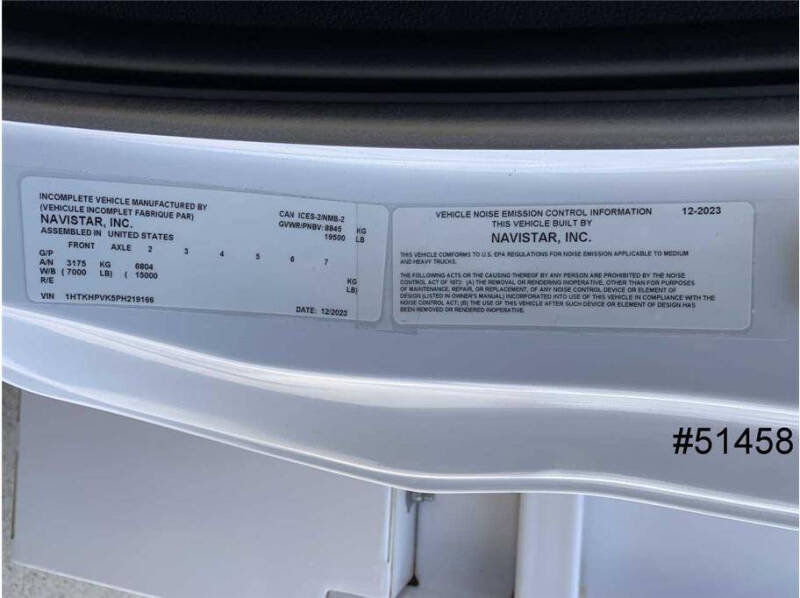 INCOMPLETE VEHICLE MANUFACTURED BY
(VEHICULE INCOMPLET FABRIQUE PAR)
NAVISTAR, INC.
ASSEMBLED IN UNITED STATES
CAN ICES-2/NMB-2
GVWR/PNBV: 8845 KG
19500 LB
FRONT AXLE 2 3 4 5 6 7
G/P
A/N 3175 KG 6804 KG
W/B ( 7000 LB) ( 15000 LB)
R/E
VIN 1HTKHPVK5PH219166
DATE: 12/2023
VEHICLE NOISE EMISSION CONTROL INFORMATION 12-2023
THIS VEHICLE BUILT BY
NAVISTAR, INC.
THIS VEHICLE CONFORMS TO U.S. EPA REGULATIONS FOR NOISE EMISSION APPLICABLE TO MEDIUM
AND HEAVY TRUCKS.
THE FOLLOWING ACTS OR THE CAUSING THEREOF BY ANY PERSON ARE PROHIBITED BY THE NOISE
CONTROL ACT OF 1972: (A) THE REMOVAL OR RENDERING INOPERATIVE, OTHER THAN FOR PURPOSES
OF MAINTENANCE, REPAIR, OR REPLACEMENT, OF ANY NOISE CONTROL DEVICE OR ELEMENT OF
DESIGN (LISTED IN OWNER'S MANUAL) INCORPORATED INTO USE OF THIS VEHICLE IN COMPLIANCE WITH THE
NOISE CONTROL ACT; (B) THE USE OF THIS VEHICLE AFTER SUCH DEVICE OR ELEMENT OF DESIGN HAS
BEEN REMOVED OR RENDERED INOPERATIVE.
#51458